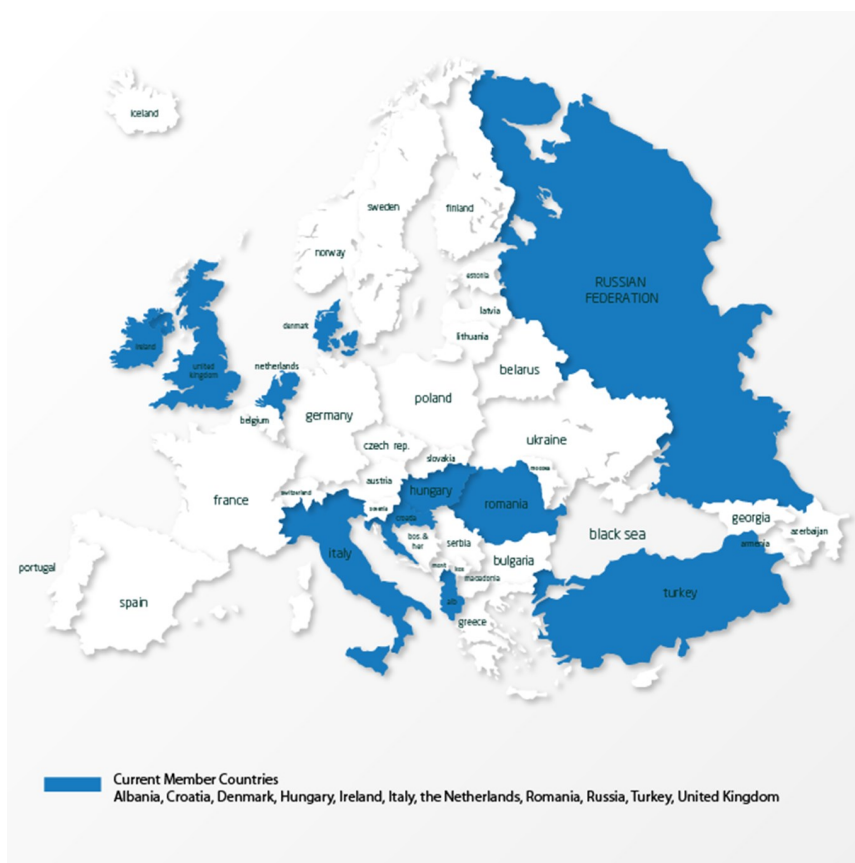 iceland
sweden
finland
norway
RUSSIAN
FEDERATION
estonia
latvia
denmark
lithuania
ireland
united
kingdom
netherlands
belarus
poland
germany
belgium
ukraine
czech rep.
slovakia
austria
moldova
switzerland
hungary
france
romania
slovenia
croatia
georgia
azerbaijan
armenia
black sea
bos. &
her
serbia
italy
bulgaria
mont
kos
macedonia
portugal
turkey
spain
alb
greece
Current Member Countries
Albania, Croatia, Denmark, Hungary, Ireland, Italy, the Netherlands, Romania, Russia, Turkey, United Kingdom